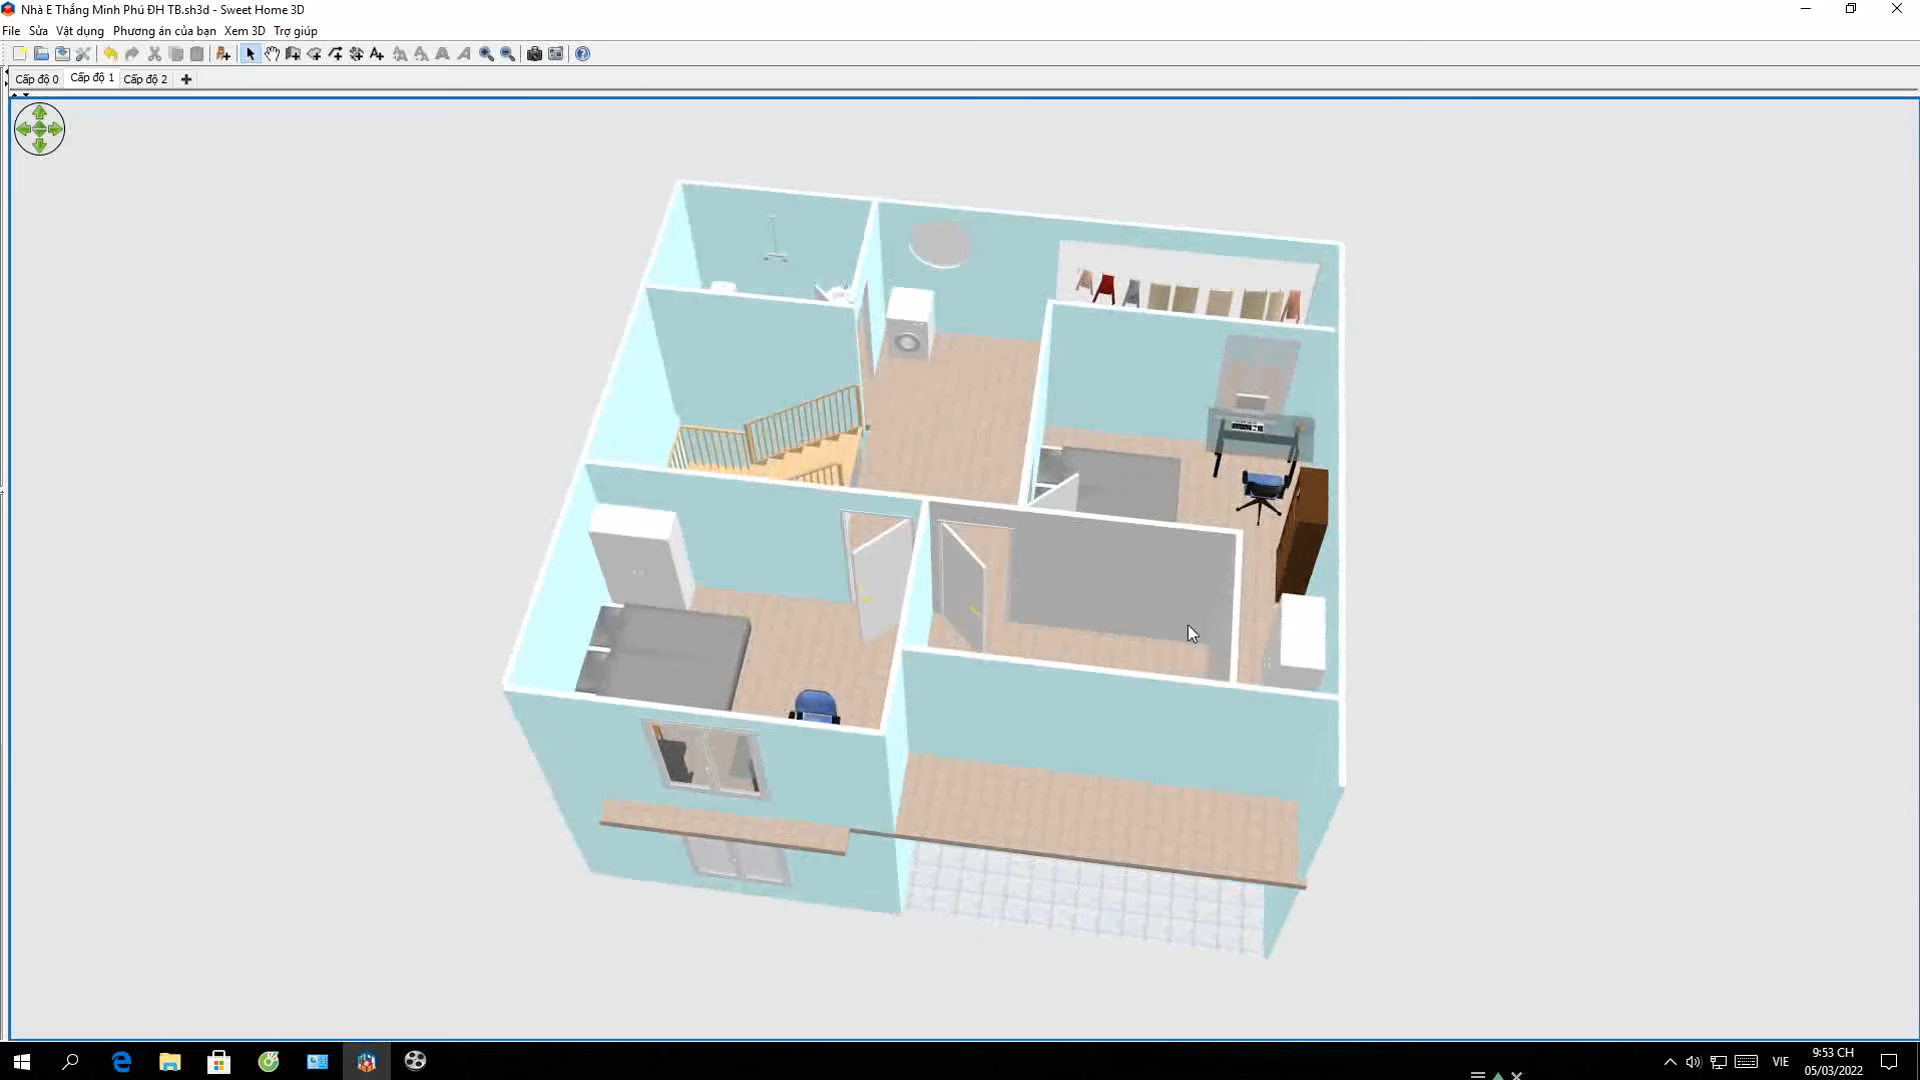 Nhà E Thắng Minh Phú ĐH TB.sh3d - Sweet Home 3D
File Sửa Vật dụng Phương án của bạn Xem 3D Trợ giúp
Cấp độ 0 Cấp độ 1 Cấp độ 2
VIE
9:53 CH
05/03/2022